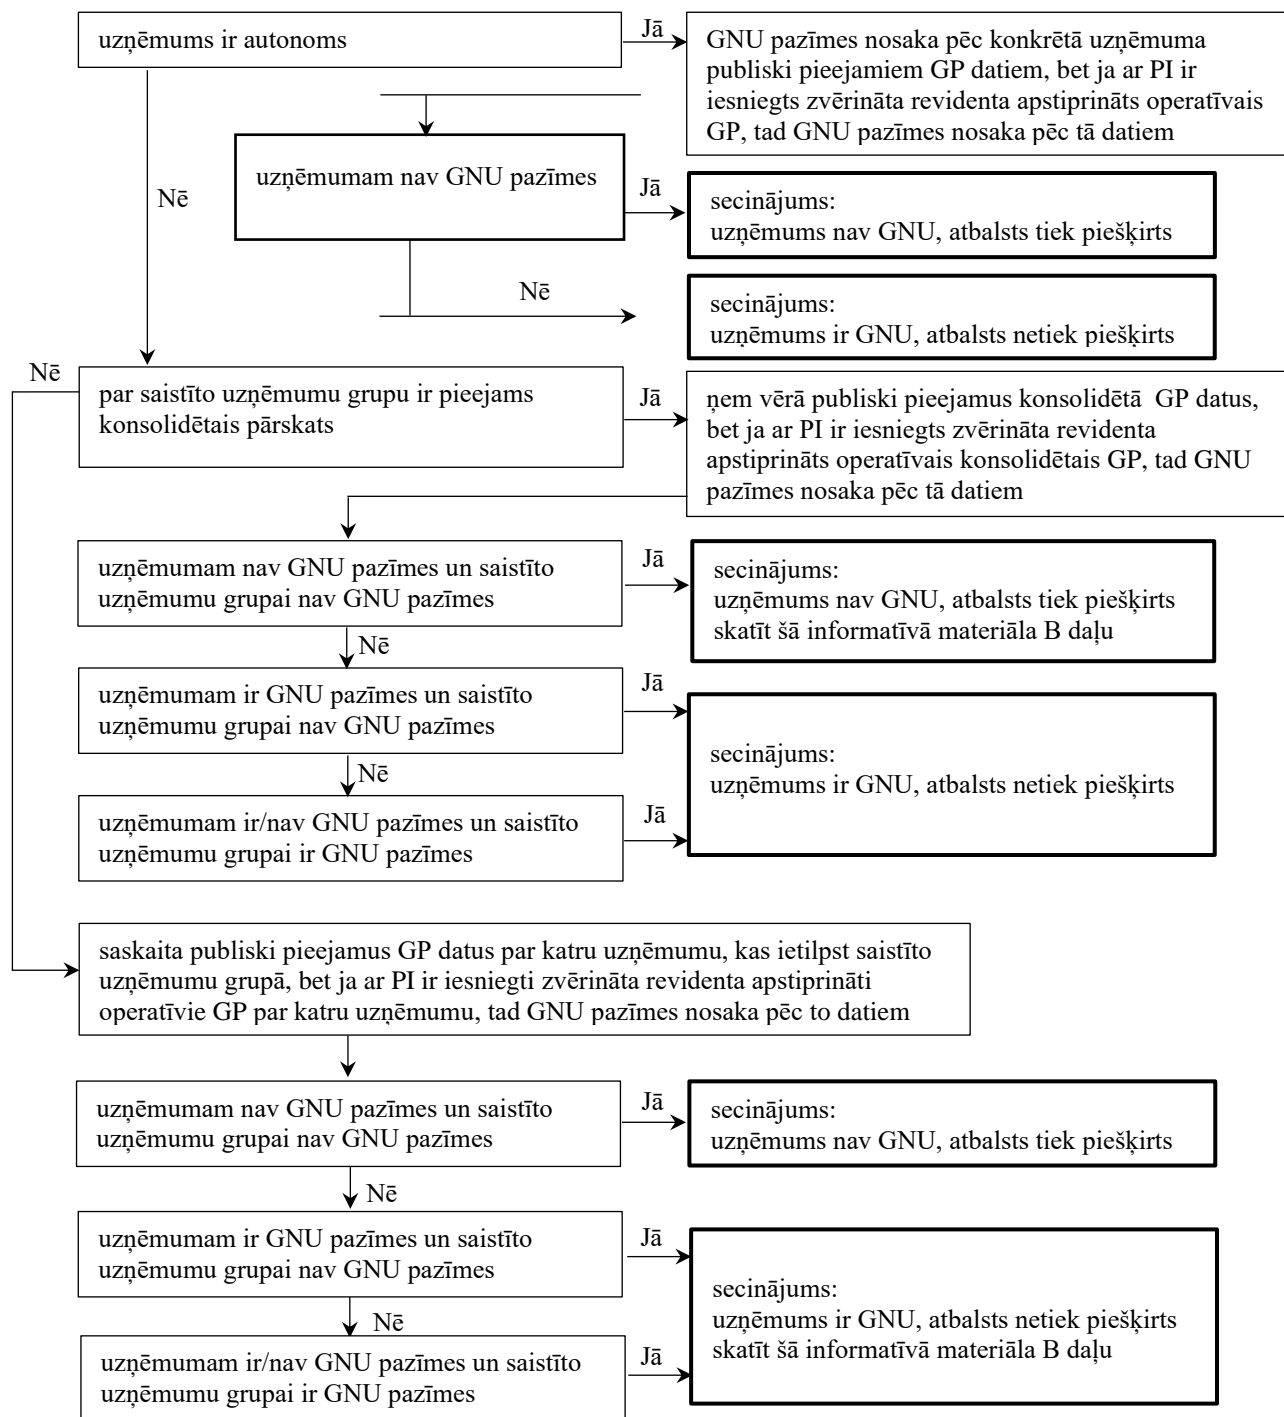 uzņēmums ir autonoms
Jā
GNU pazīmes nosaka pēc konkrētā uzņēmuma
publiski pieejamiem GP datiem, bet ja ar PI ir
iesniegts zvērināta revidenta apstiprināts operatīvais
GP, tad GNU pazīmes nosaka pēc tā datiem
Nē
uzņēmumam nav GNU pazīmes
Jā
secinājums:
uzņēmums nav GNU, atbalsts tiek piešķirts
Nē
secinājums:
uzņēmums ir GNU, atbalsts netiek piešķirts
Nē
par saistīto uzņēmumu grupu ir pieejams
konsolidētais pārskats
Jā
ņem vērā publiski pieejamus konsolidētā GP datus,
bet ja ar PI ir iesniegts zvērināta revidenta
apstiprināts operatīvais konsolidētais GP, tad GNU
pazīmes nosaka pēc tā datiem
uzņēmumam nav GNU pazīmes un saistīto
uzņēmumu grupai nav GNU pazīmes
Jā
secinājums:
uzņēmums nav GNU, atbalsts tiek piešķirts
skatīt šā informatīvā materiāla B daļu
Nē
uzņēmumam ir GNU pazīmes un saistīto
uzņēmumu grupai nav GNU pazīmes
Jā
secinājums:
uzņēmums ir GNU, atbalsts netiek piešķirts
Nē
uzņēmumam ir/nav GNU pazīmes un saistīto
uzņēmumu grupai ir GNU pazīmes
Jā
saskaita publiski pieejamus GP datus par katru uzņēmumu, kas ietilpst saistīto
uzņēmumu grupā, bet ja ar PI ir iesniegti zvērināta revidenta apstiprināti
operatīvie GP par katru uzņēmumu, tad GNU pazīmes nosaka pēc to datiem
uzņēmumam nav GNU pazīmes un saistīto
uzņēmumu grupai nav GNU pazīmes
Jā
secinājums:
uzņēmums nav GNU, atbalsts tiek piešķirts
Nē
uzņēmumam ir GNU pazīmes un saistīto
uzņēmumu grupai nav GNU pazīmes
Jā
secinājums:
uzņēmums ir GNU, atbalsts netiek piešķirts
skatīt šā informatīvā materiāla B daļu
Nē
uzņēmumam ir/nav GNU pazīmes un saistīto
uzņēmumu grupai ir GNU pazīmes
Jā